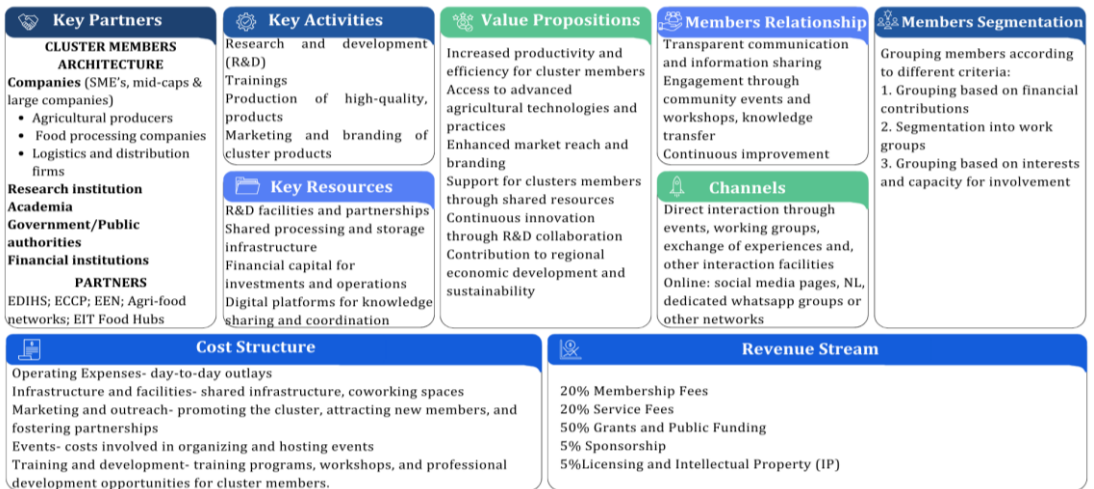 Key Partners
CLUSTER MEMBERS
ARCHITECTURE
Companies (SME's, mid-caps &
large companies)
• Agricultural producers
• Food processing companies
• Logistics and distribution
firms
Research institution
Academia
Government/Public
authorities
Financial institutions
PARTNERS
EDIHS; ECCP; EEN; Agri-food
networks; EIT Food Hubs
Key Activities
Research and development
(R&D)
Trainings
Production of high-quality,
products
Marketing and branding of
cluster products
Key Resources
R&D facilities and partnerships
Shared processing and storage
infrastructure
Financial capital for
investments and operations
Digital platforms for knowledge
sharing and coordination
Value Propositions
Increased productivity and
efficiency for cluster members
Access to advanced
agricultural technologies and
practices
Enhanced market reach and
branding
Support for clusters members
through shared resources
Continuous innovation
through R&D collaboration
Contribution to regional
economic development and
sustainability
Members Relationship
Transparent communication
and information sharing
Engagement through
community events and
workshops, knowledge
transfer
Continuous improvement
Channels
Direct interaction through
events, working groups,
exchange of experiences and,
other interaction facilities
Online: social media pages, NL,
dedicated whatsapp groups or
other networks
Members Segmentation
Grouping members according
to different criteria:
1. Grouping based on financial
contributions
2. Segmentation into work
groups
3. Grouping based on interests
and capacity for involvement
Cost Structure
Operating Expenses- day-to-day outlays
Infrastructure and facilities- shared infrastructure, coworking spaces
Marketing and outreach- promoting the cluster, attracting new members, and
fostering partnerships
Events- costs involved in organizing and hosting events
Training and development- training programs, workshops, and professional
development opportunities for cluster members.
Revenue Stream
20% Membership Fees
20% Service Fees
50% Grants and Public Funding
5% Sponsorship
5%Licensing and Intellectual Property (IP)